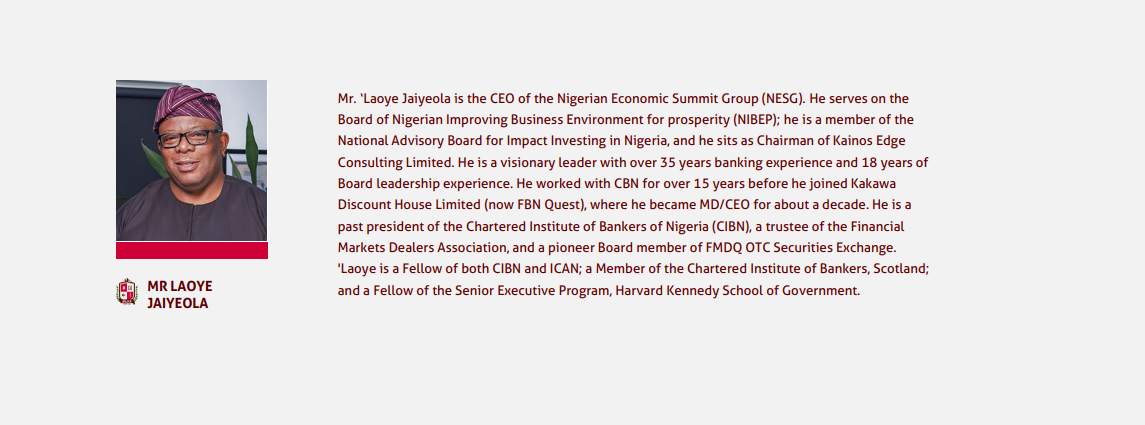 Mr. ‘Laoye Jaiyeola is the CEO of the Nigerian Economic Summit Group (NESG). He serves on the
Board of Nigerian Improving Business Environment for prosperity (NIBEP); he is a member of the
National Advisory Board for Impact Investing in Nigeria, and he sits as Chairman of Kainos Edge
Consulting Limited. He is a visionary leader with over 35 years banking experience and 18 years of
Board leadership experience. He worked with CBN for over 15 years before he joined Kakawa
Discount House Limited (now FBN Quest), where he became MD/CEO for about a decade. He is a
past president of the Chartered Institute of Bankers of Nigeria (CIBN), a trustee of the Financial
Markets Dealers Association, and a pioneer Board member of FMDQ OTC Securities Exchange.
'Laoye is a Fellow of both CIBN and ICAN; a Member of the Chartered Institute of Bankers, Scotland;
and a Fellow of the Senior Executive Program, Harvard Kennedy School of Government.
MR LAOYE
JAIYEOLA